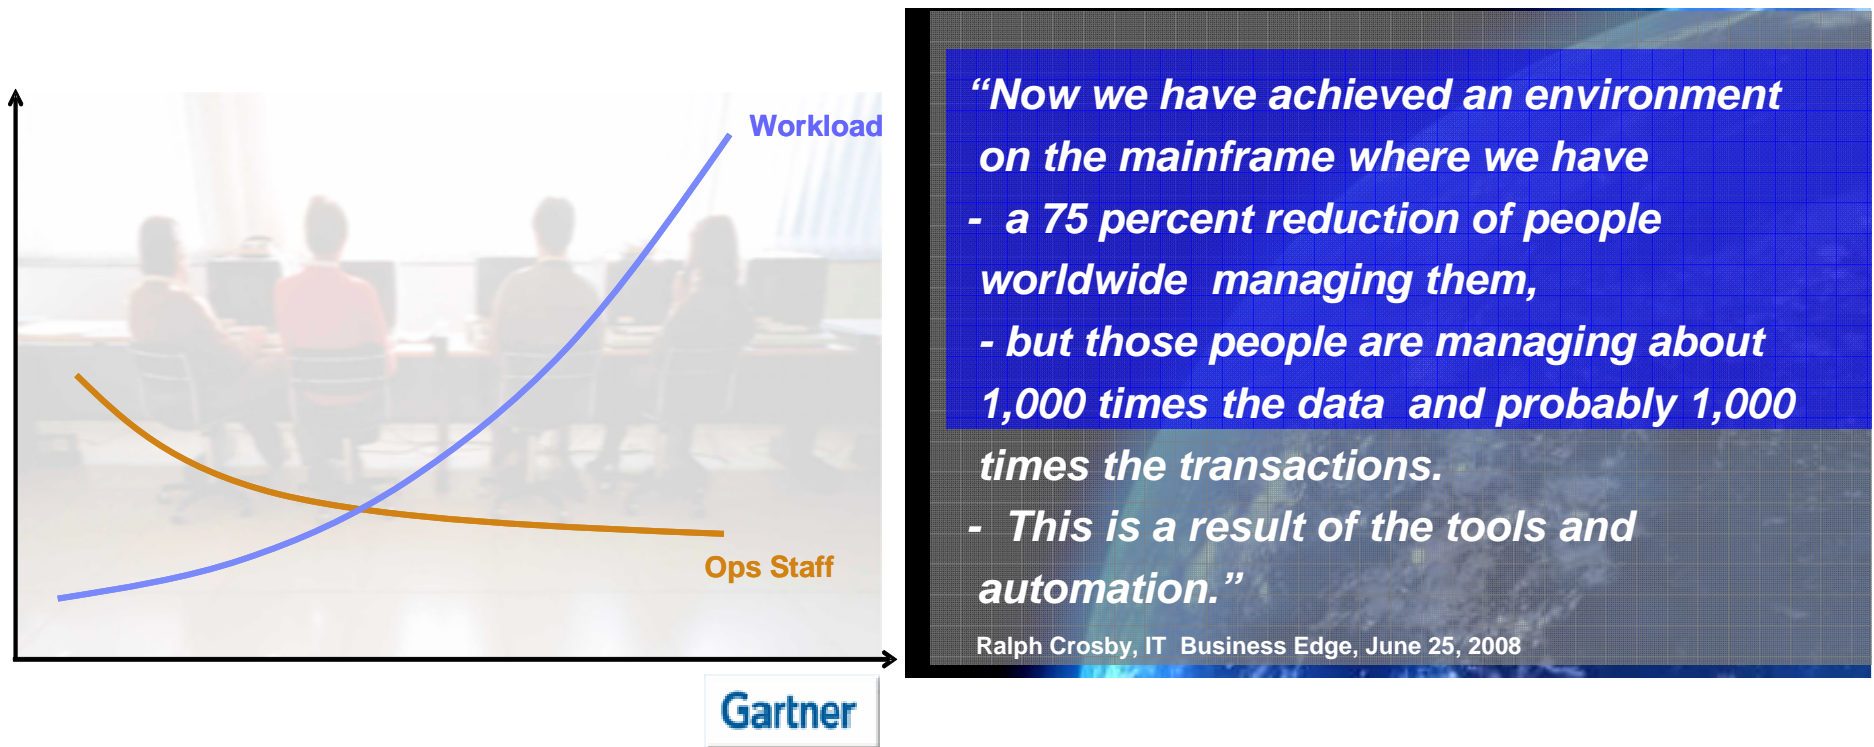 Workload
Ops Staff
Gartner
“Now we have achieved an environment
on the mainframe where we have
- a 75 percent reduction of people
worldwide managing them,
- but those people are managing about
1,000 times the data and probably 1,000
times the transactions.
- This is a result of the tools and
automation.”
Ralph Crosby, IT Business Edge, June 25, 2008